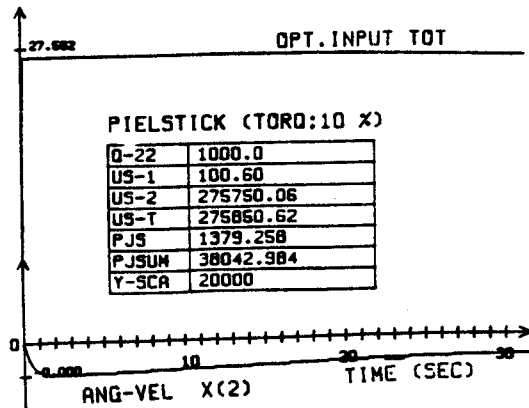 27.562
OPT.INPUT TOT
PIELSTICK (TORQ:10 %)
Q-22 1000.0
US-1 100.60
US-2 275750.06
US-T 275850.62
PJS 1379.258
PJSUM 38042.984
Y-SCA 20000
0
10 20 30
0.000
ANG-VEL X(2) TIME (SEC)